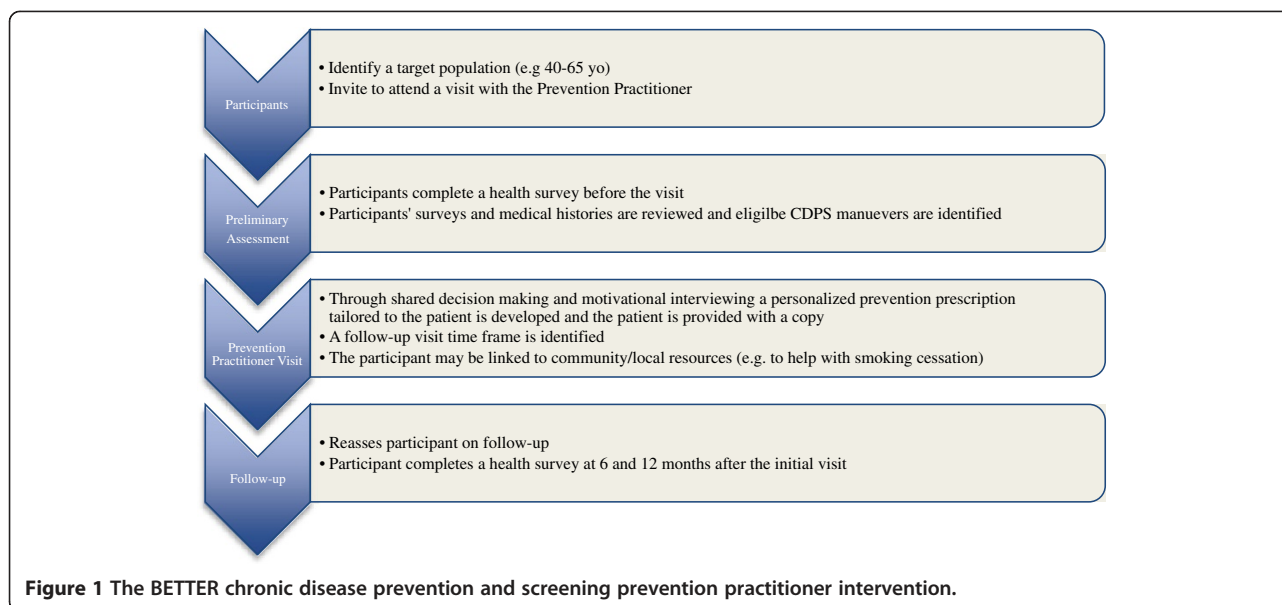 Participants
• Identify a target population (e.g 40-65 yo)
• Invite to attend a visit with the Prevention Practitioner
Preliminary
Assessment
• Participants complete a health survey before the visit
• Participants' surveys and medical histories are reviewed and eligilbe CDPS manuevers are identified
Prevention
Practitioner Visit
• Through shared decision making and motivational interviewing a personalized prevention prescription
tailored to the patient is developed and the patient is provided with a copy
• A follow-up visit time frame is identified
• The participant may be linked to community/local resources (e.g. to help with smoking cessation)
Follow-up
• Reasses participant on follow-up
• Participant completes a health survey at 6 and 12 months after the initial visit
Figure 1 The BETTER chronic disease prevention and screening prevention practitioner intervention.